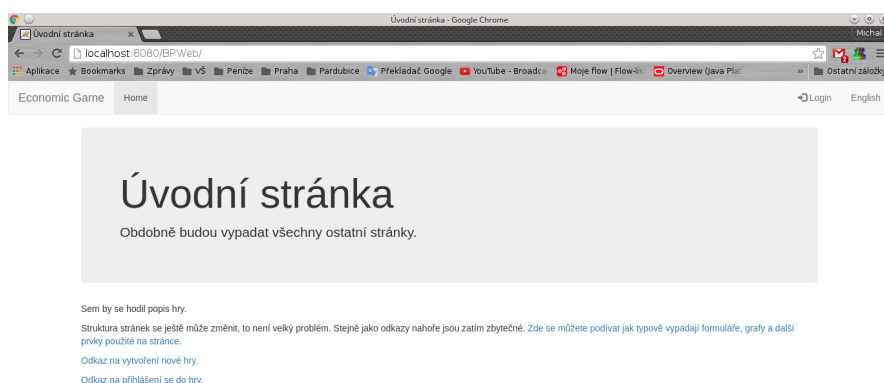 Úvodní stránka - Google Chrome
Úvodní stránka × Michal
localhost:8080/BPWeb/
Aplikace Bookmarks Zprávy VŠ Peníze Praha Pardubice Překladač Google YouTube - Broadca Moje flow | Flow-lis Overview (Java Plat » Ostatní záložky
Economic Game Home Login English
Úvodní stránka
Obdobně budou vypadat všechny ostatní stránky.
Sem by se hodil popis hry.
Struktura stránek se ještě může změnit, to není velký problém. Stejně jako odkazy nahoře jsou zatím zbytečné. Zde se můžete podívat jak typově vypadají formuláře, grafy a další
prvky použité na stránce.
Odkaz na vytvoření nové hry.
Odkaz na přihlášení se do hry.